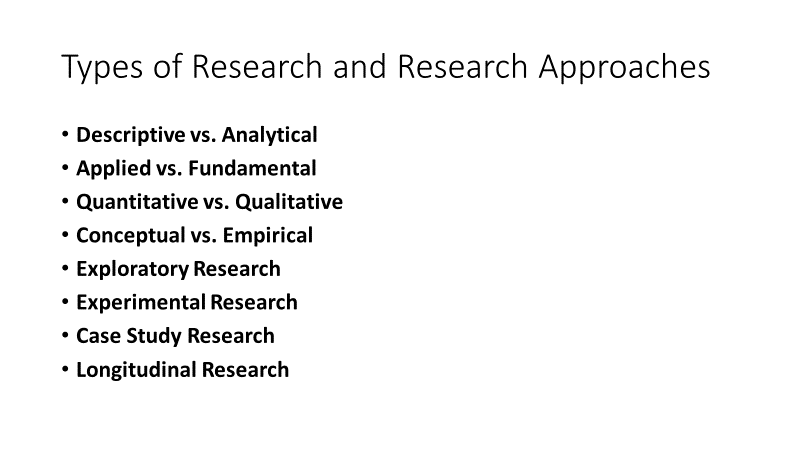 Types of Research and Research Approaches
• Descriptive vs. Analytical
• Applied vs. Fundamental
• Quantitative vs. Qualitative
• Conceptual vs. Empirical
• Exploratory Research
• Experimental Research
• Case Study Research
• Longitudinal Research